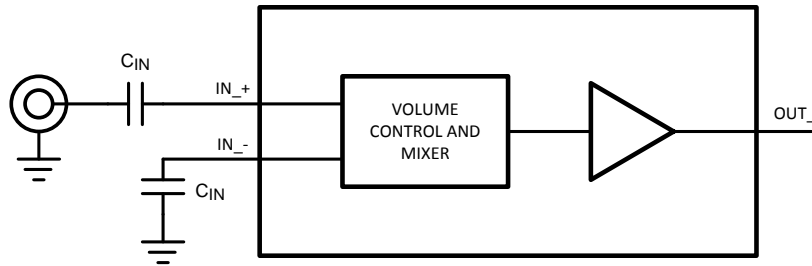 CIN
IN_+
IN_-
CIN
VOLUME
CONTROL AND
MIXER
OUT_